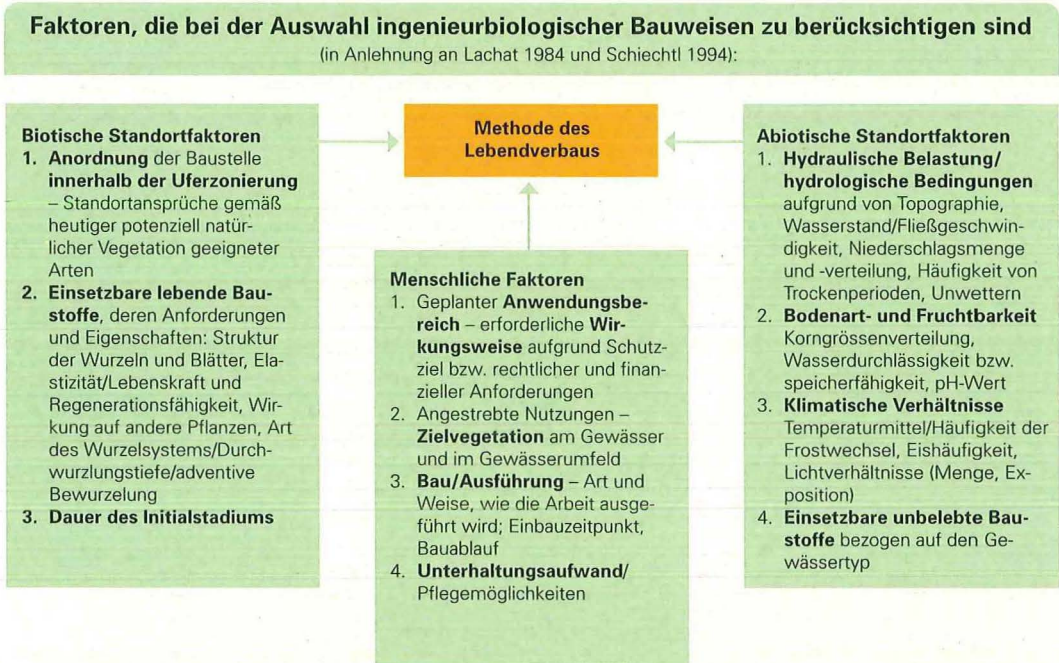 Faktoren, die bei der Auswahl ingenieurbiologischer Bauweisen zu berücksichtigen sind
(in Anlehnung an Lachat 1984 und Schiechtl 1994):
Biotische Standortfaktoren
1. Anordnung der Baustelle
innerhalb der Uferzonierung
– Standortansprüche gemäß
heutiger potenziell natür-
licher Vegetation geeigneter
Arten
2. Einsetzbare lebende Bau-
stoffe, deren Anforderungen
und Eigenschaften: Struktur
der Wurzeln und Blätter, Ela-
stizität/Lebenskraft und
Regenerationsfähigkeit, Wir-
kung auf andere Pflanzen, Art
des Wurzelsystems/Durch-
wurzlungstiefe/adventive
Bewurzelung
3. Dauer des Initialstadiums
Methode des
Lebendverbaus
Menschliche Faktoren
1. Geplanter Anwendungsbe-
reich – erforderliche Wir-
kungsweise aufgrund Schutz-
ziel bzw. rechtlicher und finan-
zieller Anforderungen
2. Angestrebte Nutzungen –
Zielvegetation am Gewässer
und im Gewässerumfeld
3. Bau/Ausführung – Art und
Weise, wie die Arbeit ausge-
führt wird; Einbauzeitpunkt,
Bauablauf
4. Unterhaltungsaufwand/
Pflegemöglichkeiten
Abiotische Standortfaktoren
1. Hydraulische Belastung/
hydrologische Bedingungen
aufgrund von Topographie,
Wasserstand/Fließgeschwin-
digkeit, Niederschlagsmenge
und -verteilung, Häufigkeit von
Trockenperioden, Unwettern
2. Bodenart- und Fruchtbarkeit
Korngrössenverteilung,
Wasserdurchlässigkeit bzw.
speicherfähigkeit, pH-Wert
3. Klimatische Verhältnisse
Temperaturmittel/Häufigkeit der
Frostwechsel, Eishäufigkeit,
Lichtverhältnisse (Menge, Ex-
position)
4. Einsetzbare unbelebte Bau-
stoffe bezogen auf den Ge-
wässertyp